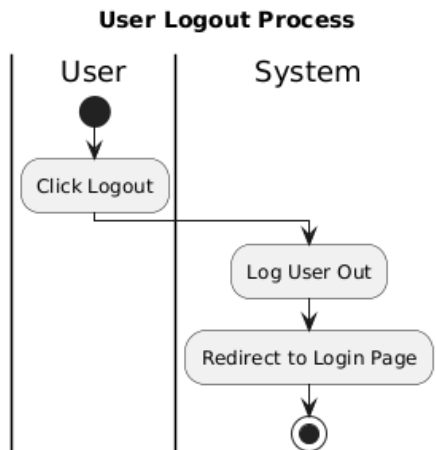 User Logout Process
User
System
Click Logout
Log User Out
Redirect to Login Page